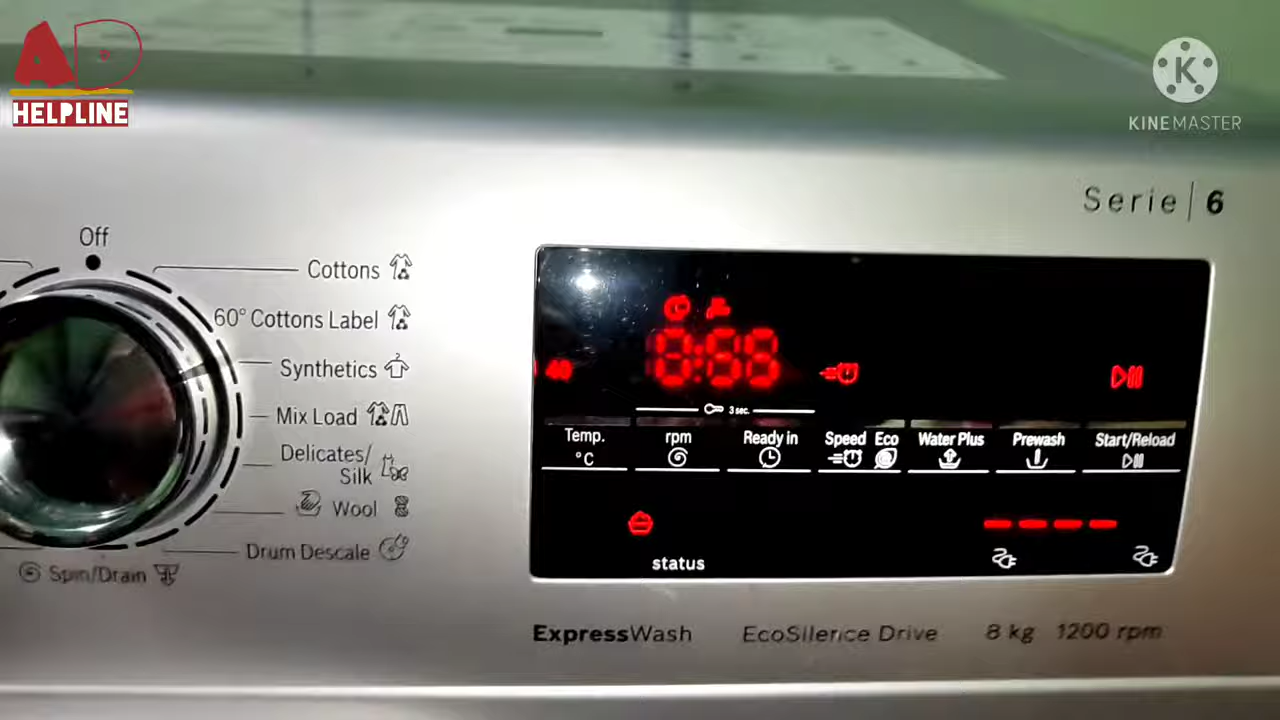 AD
HELPLINE
K
KINEMASTER
Serie | 6
Off
Cottons
60° Cottons Label
Synthetics
Mix Load
Delicates/
Silk
Wool
Drum Descale
Spin/Drain
40
3 sec.
Temp.
°C
rpm
Ready in
Speed
Eco
Water Plus
Prewash
Start/Reload
status
ExpressWash
EcoSilence Drive
8 kg
1200 rpm